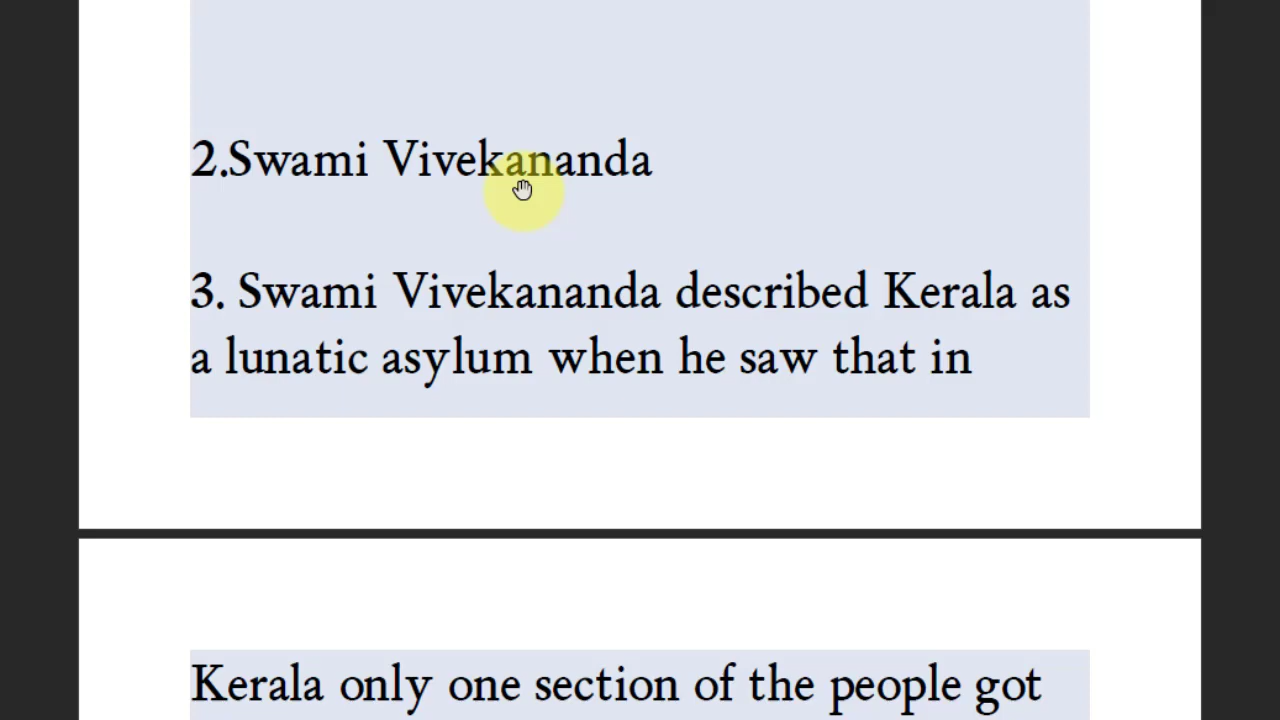 2.Swami Vivekananda
3. Swami Vivekananda described Kerala as
a lunatic asylum when he saw that in
Kerala only one section of the people got